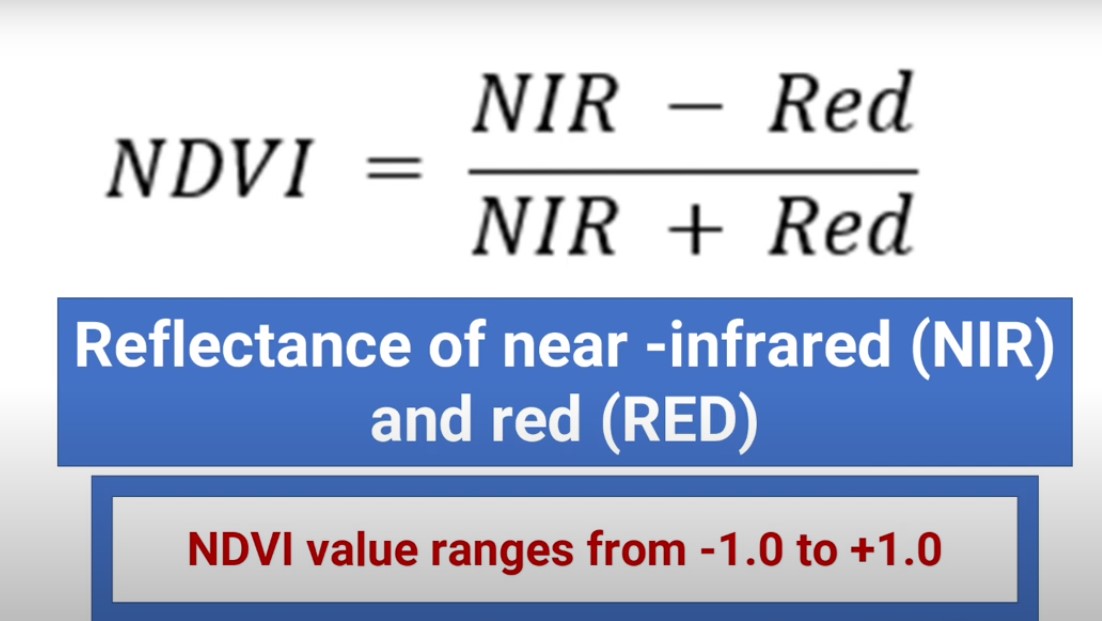 NDVI = NIR − Red / NIR + Red
Reflectance of near -infrared (NIR)
and red (RED)
NDVI value ranges from -1.0 to +1.0